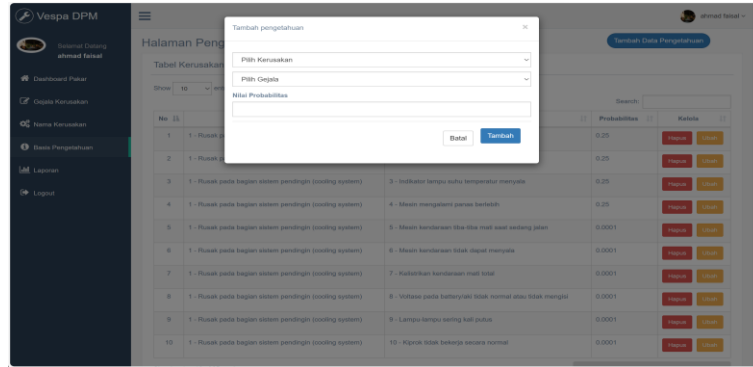 Vespa DPM
ahmad faisal
Selamat Datang
ahmad faisal
Dashboard Pakar
Gejala Kerusakan
Nama Kerusakan
Basis Pengetahuan
Laporan
Logout
Halaman Peng
Tambah Data Pengetahuan
Tabel Kerusakan
Show 10
Search:
Tambah pengetahuan ×
Pilih Kerusakan
Pilih Gejala
Nilai Probabilitas
Batal Tambah
No Probabilitas Kelola
1 1 - Rusak p 0.25 Hapus Ubah
2 1 - Rusak p 0.25 Hapus Ubah
3 1 - Rusak pada bagian sistem pendingin (cooling system) 3 - Indikator lampu suhu temperatur menyala 0.25 Hapus Ubah
4 1 - Rusak pada bagian sistem pendingin (cooling system) 4 - Mesin mengalami panas berlebih 0.25 Hapus Ubah
5 1 - Rusak pada bagian sistem pendingin (cooling system) 5 - Mesin kendaraan tiba-tiba mati saat sedang jalan 0.0001 Hapus Ubah
6 1 - Rusak pada bagian sistem pendingin (cooling system) 6 - Mesin kendaraan tidak dapat menyala 0.0001 Hapus Ubah
7 1 - Rusak pada bagian sistem pendingin (cooling system) 7 - Kelistrikan kendaraan mati total 0.0001 Hapus Ubah
8 1 - Rusak pada bagian sistem pendingin (cooling system) 8 - Voltase pada battery/aki tidak normal atau tidak mengisi 0.0001 Hapus Ubah
9 1 - Rusak pada bagian sistem pendingin (cooling system) 9 - Lampu-lampu sering kali putus 0.0001 Hapus Ubah
10 1 - Rusak pada bagian sistem pendingin (cooling system) 10 - Kiprok tidak bekerja secara normal 0.0001 Hapus Ubah